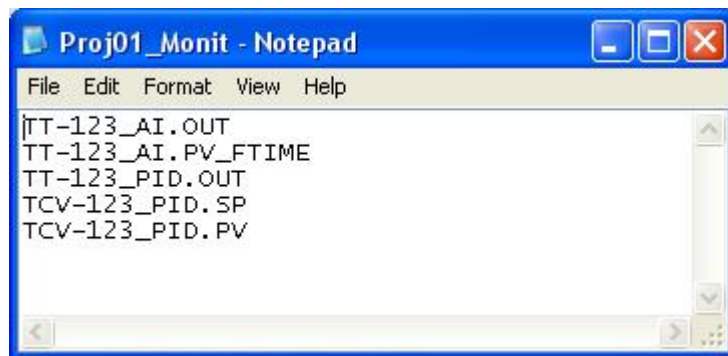 Proj01_Monit - Notepad
File Edit Format View Help
TT-123_AI.OUT
TT-123_AI.PV_FTIME
TT-123_PID.OUT
TCV-123_PID.SP
TCV-123_PID.PV